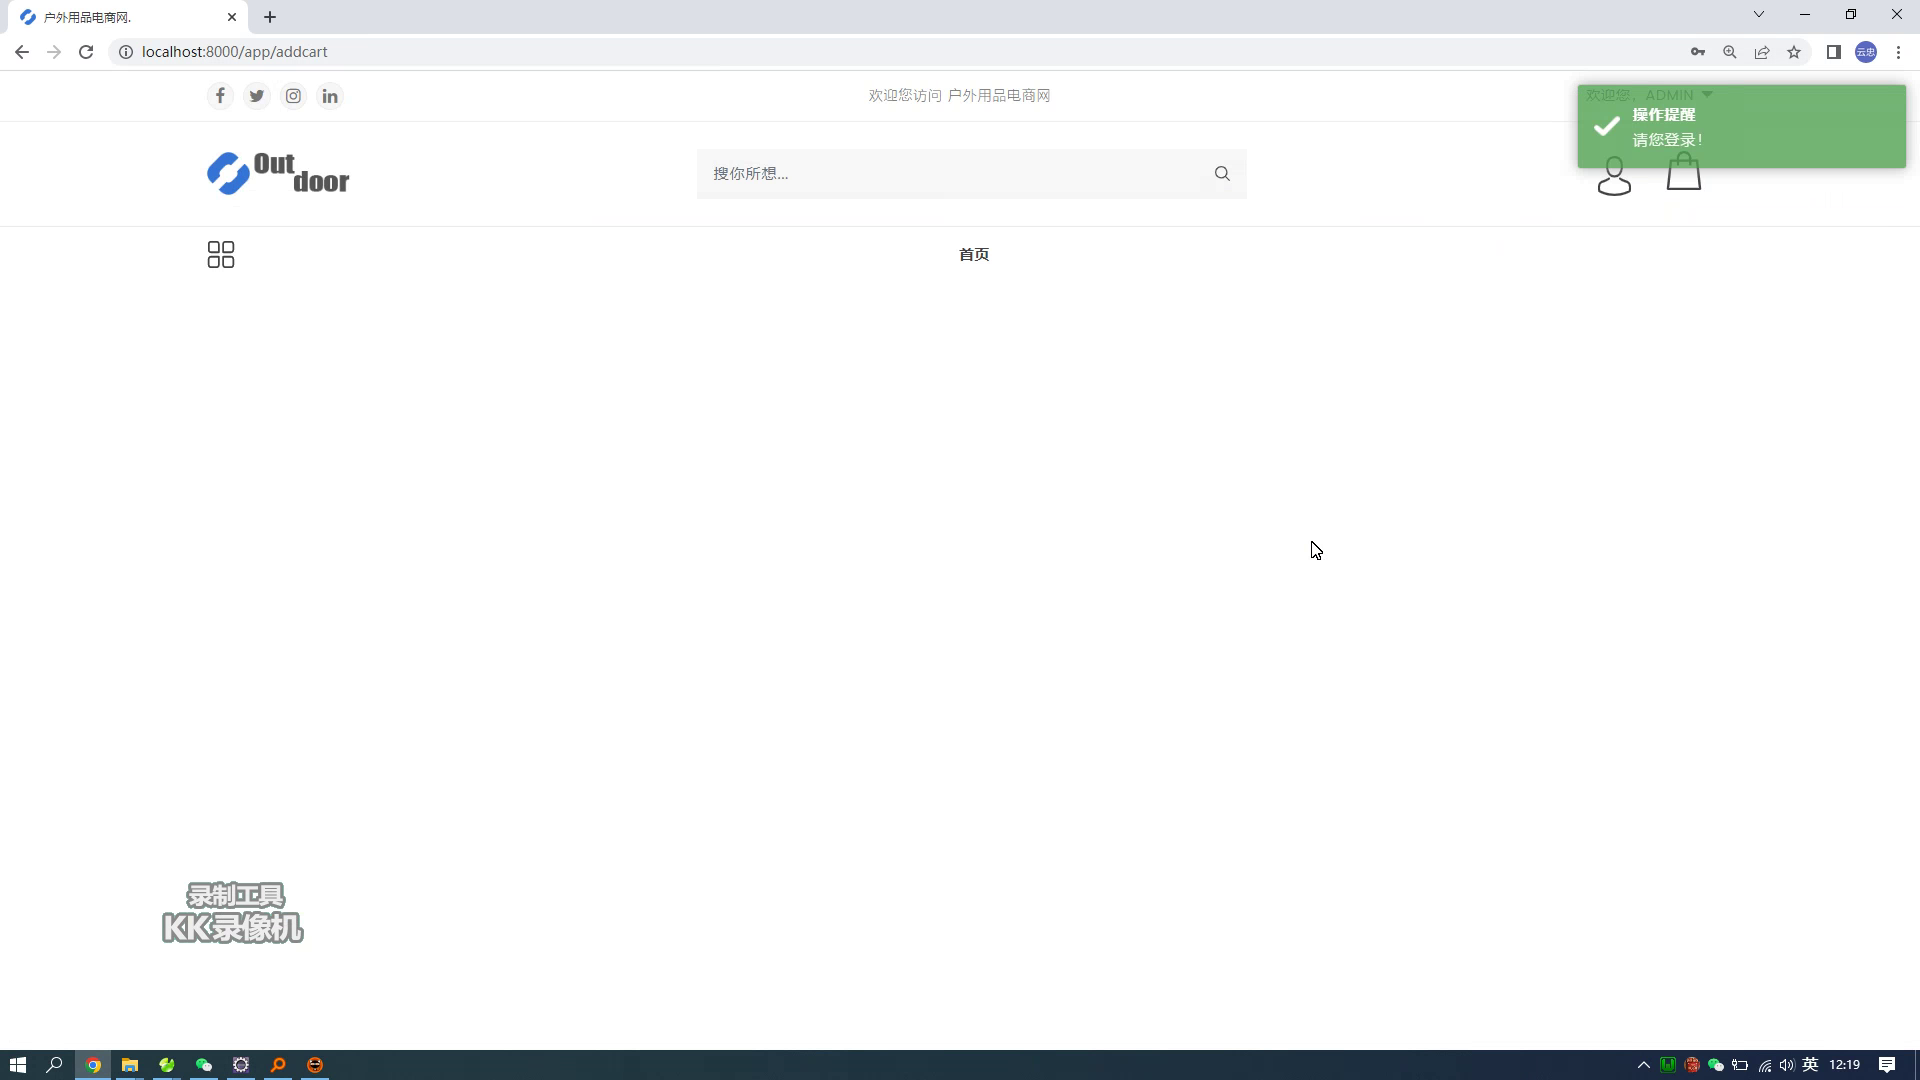 户外用品电商网.
localhost:8000/app/addcart
云忠
欢迎您访问 户外用品电商网
欢迎您，ADMIN
操作提醒
请您登录！
Out
door
搜你所想...
首页
录制工具
KK录像机
英
12:19